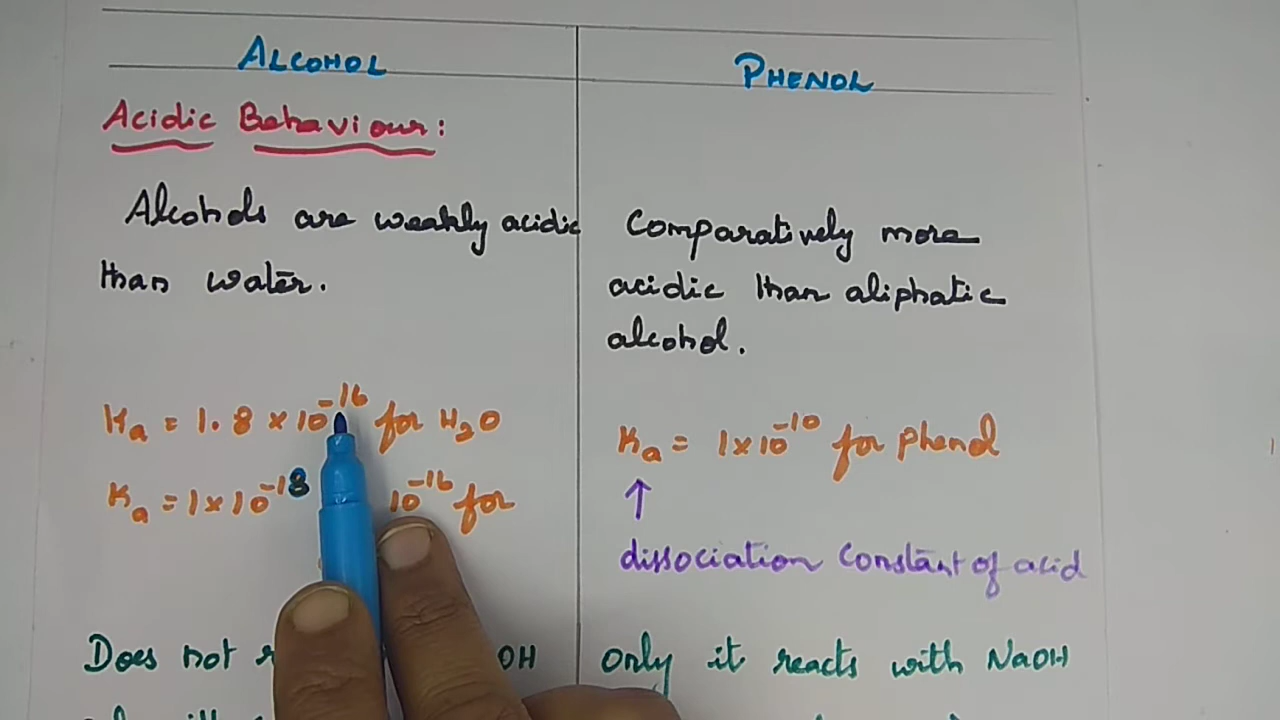 ALCOHOL
PHENOL
Acidic Behaviour:
Alcohols are weakly acidic
than water.
Ka = 1.8 × 10⁻¹⁶ for H₂O
Ka = 1 × 10⁻¹⁸ 10⁻¹⁶ for
Does not OH
Comparatively more
acidic than aliphatic
alcohol.
Ka = 1 × 10⁻¹⁰ for phenol
↑
dissociation constant of acid
only it reacts with NaOH